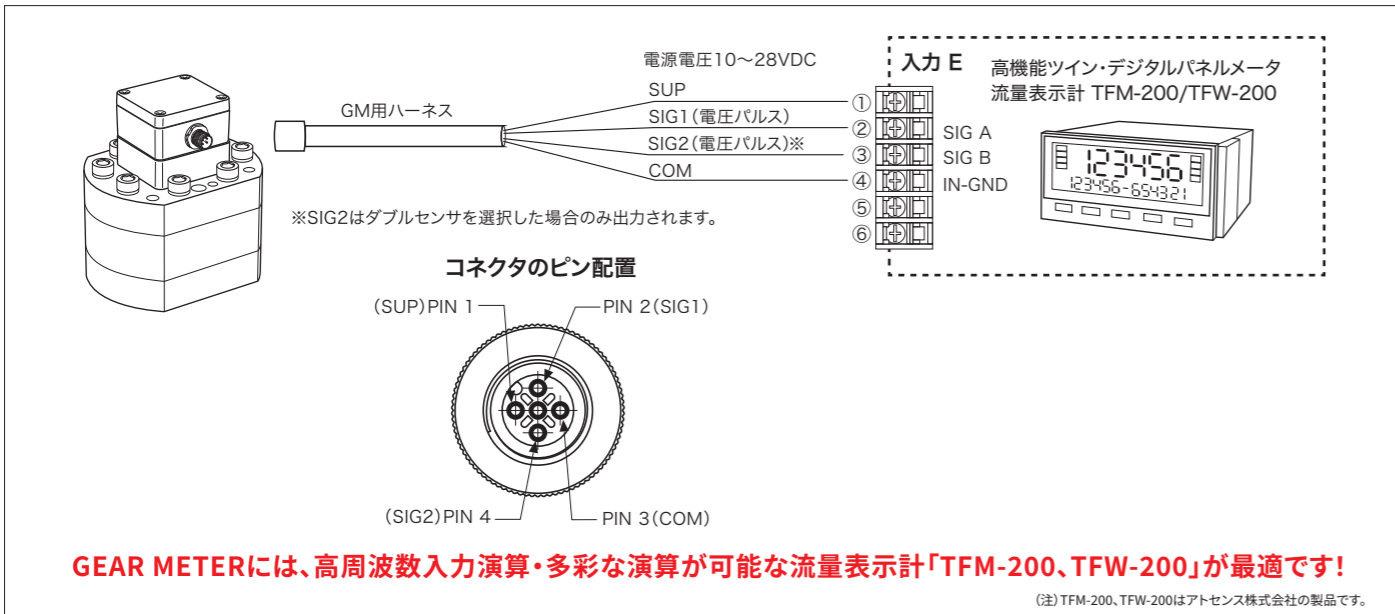 電源電圧10～28VDC
入力 E
高機能ツイン・デジタルパネルメータ
流量表示計 TFM-200/TFW-200
GM用ハーネス
SUP
①
SIG1(電圧パルス)
②
SIG A
SIG2(電圧パルス)※
③
SIG B
COM
④
IN-GND
⑤
⑥
123456
123456-654321
※SIG2はダブルセンサを選択した場合のみ出力されます。
コネクタのピン配置
(SUP)PIN 1
PIN 2(SIG1)
(SIG2)PIN 4
PIN 3(COM)
GEAR METERには、高周波数入力演算・多彩な演算が可能な流量表示計「TFM-200、TFW-200」が最適です!
(注)TFM-200、TFW-200はアトセンス株式会社の製品です。